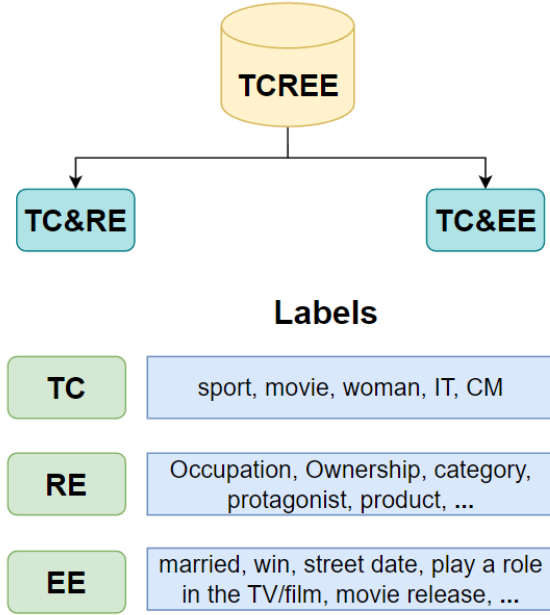 TCREE
TC&RE
TC&EE
Labels
TC
sport, movie, woman, IT, CM
RE
Occupation, Ownership, category,
protagonist, product, ...
EE
married, win, street date, play a role
in the TV/film, movie release, ...